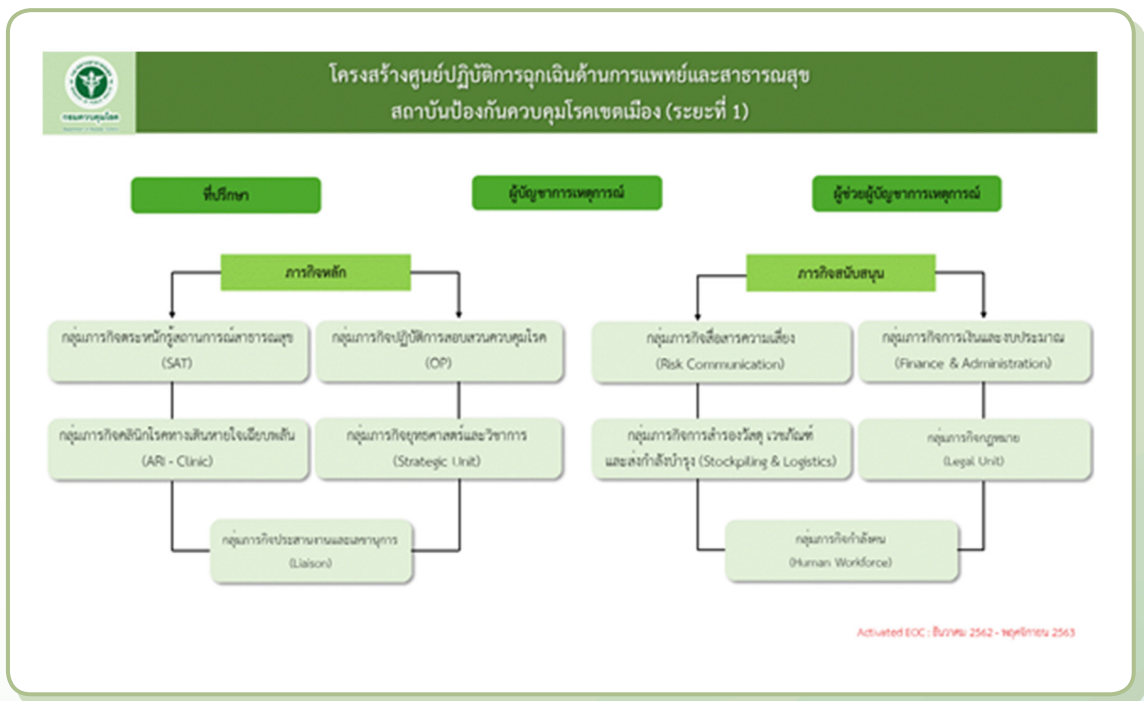 กรมควบคุมโรค
โครงสร้างศูนย์ปฏิบัติการฉุกเฉินด้านการแพทย์และสาธารณสุข
สถาบันป้องกันควบคุมโรคเขตเมือง (ระยะที่ 1)
ที่ปรึกษา
ผู้บัญชาการเหตุการณ์
ผู้ช่วยผู้บัญชาการเหตุการณ์
ภารกิจหลัก
ภารกิจสนับสนุน
กลุ่มภารกิจตระหนักรู้สถานการณ์สาธารณสุข
(SAT)
กลุ่มภารกิจปฏิบัติการสอบสวนควบคุมโรค
(OP)
กลุ่มภารกิจสื่อสารความเสี่ยง
(Risk Communication)
กลุ่มภารกิจการเงินและงบประมาณ
(Finance & Administration)
กลุ่มภารกิจคลินิกโรคทางเดินหายใจเฉียบพลัน
(ARI - Clinic)
กลุ่มภารกิจยุทธศาสตร์และวิชาการ
(Strategic Unit)
กลุ่มภารกิจการสำรองวัสดุ เวชภัณฑ์
และส่งกำลังบำรุง (Stockpiling & Logistics)
กลุ่มภารกิจกฎหมาย
(Legal Unit)
กลุ่มภารกิจประสานงานและเลขานุการ
(Liaison)
กลุ่มภารกิจกำลังคน
(Human Workforce)
Activated EOC : ธันวาคม 2562 - พฤศจิกายน 2563